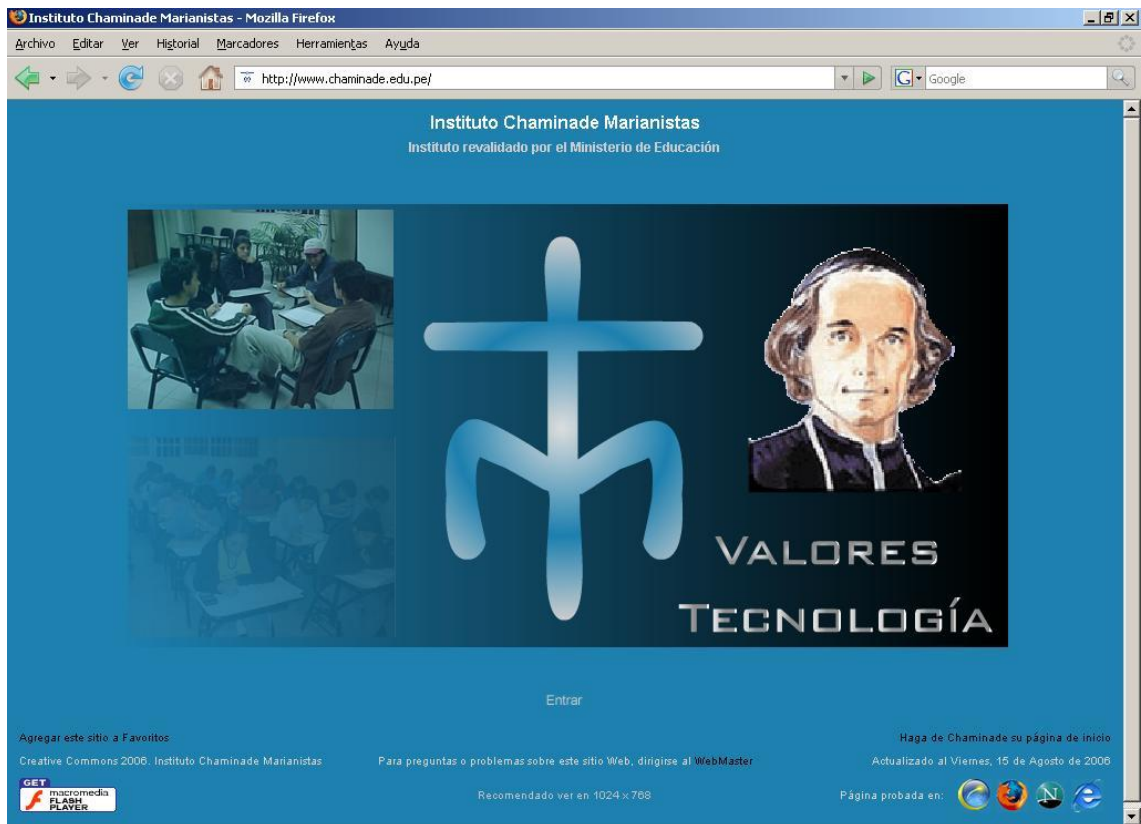 Instituto Chaminade Marianistas - Mozilla Firefox
Archivo Editar Ver Historial Marcadores Herramientas Ayuda
http://www.chaminade.edu.pe/ G Google
Instituto Chaminade Marianistas
Instituto revalidado por el Ministerio de Educación
VALORES
TECNOLOGÍA
Entrar
Agregar este sitio a Favoritos Haga de Chaminade su página de inicio
Creative Commons 2006. Instituto Chaminade Marianistas Para preguntas o problemas sobre este sitio Web, dirigirse al WebMaster Actualizado al Viernes, 15 de Agosto de 2006
GET
macromedia
FLASH
PLAYER
Recomendado ver en 1024 x 768 Página probada en: N